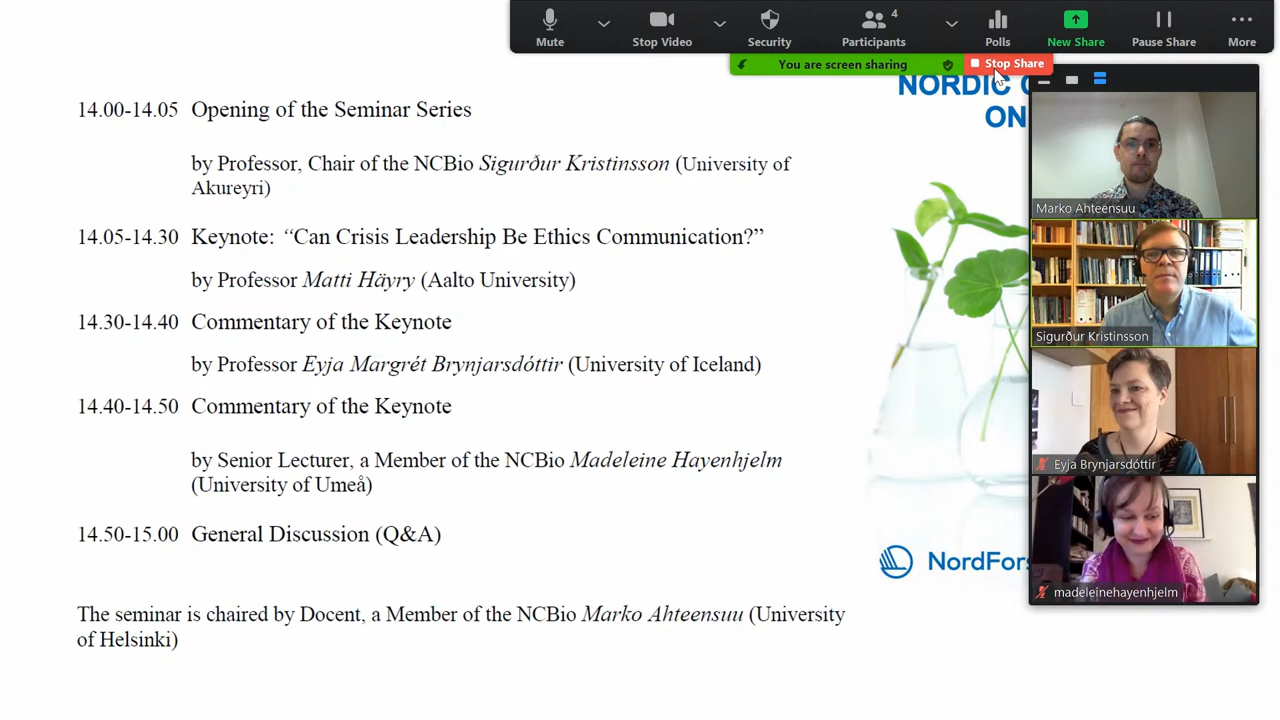 4
Mute
Stop Video
Security
Participants
Polls
New Share
Pause Share
More
You are screen sharing
Stop Share
NORDIC
ON
14.00-14.05 Opening of the Seminar Series
by Professor, Chair of the NCBio Sigurður Kristinsson (University of
Akureyri)
14.05-14.30 Keynote: “Can Crisis Leadership Be Ethics Communication?”
by Professor Matti Häyry (Aalto University)
14.30-14.40 Commentary of the Keynote
by Professor Eyja Margrét Brynjarsdóttir (University of Iceland)
14.40-14.50 Commentary of the Keynote
by Senior Lecturer, a Member of the NCBio Madeleine Hayenhjelm
(University of Umeå)
14.50-15.00 General Discussion (Q&A)
NordFors
The seminar is chaired by Docent, a Member of the NCBio Marko Ahteensuu (University
of Helsinki)
Marko Ahteensuu
Sigurður Kristinsson
Eyja Brynjarsdóttir
madeleinehayenhjelm